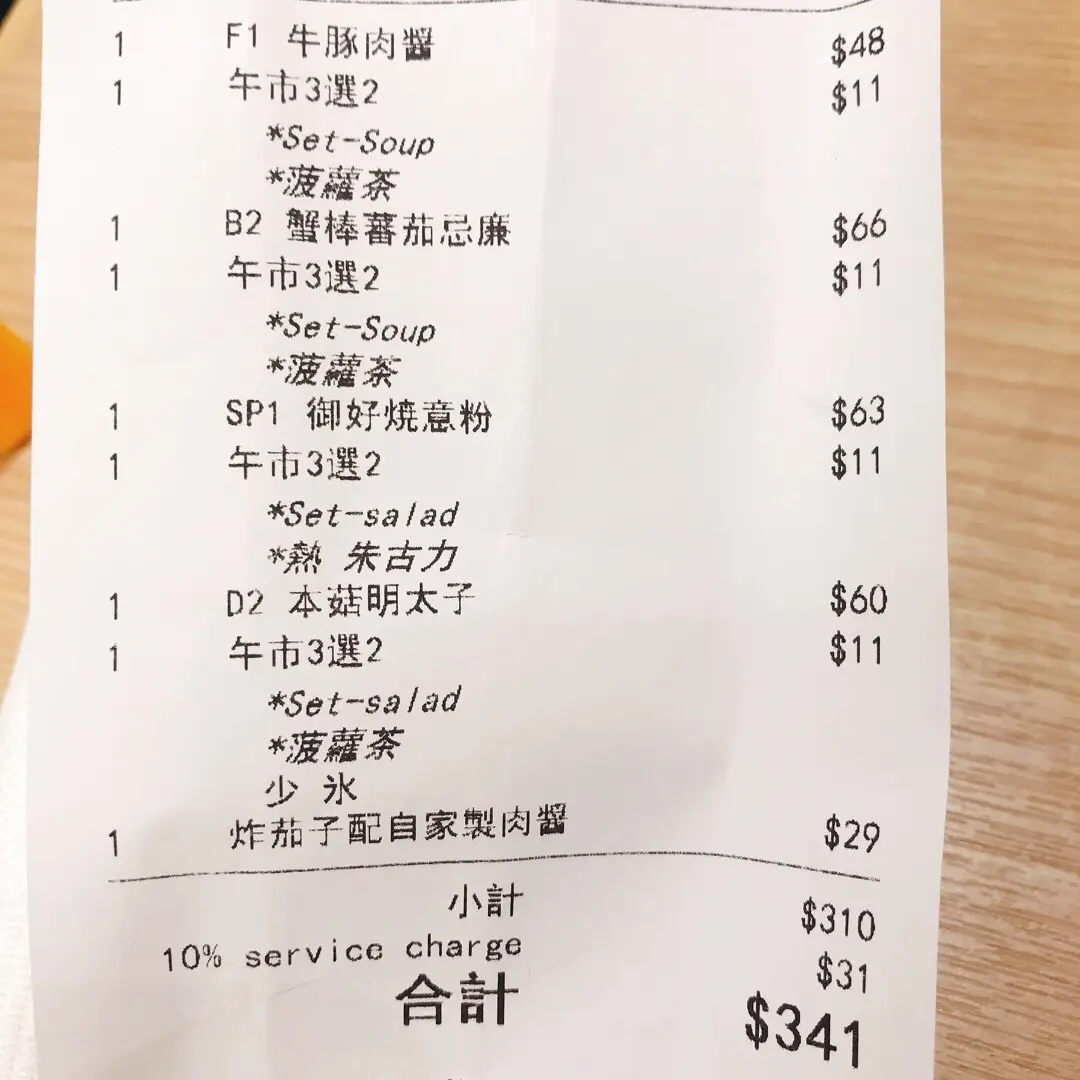 1 F1 牛豚肉醬 $48
1 午市3選2 $11
*Set-Soup
*菠蘿茶
1 B2 蟹棒蕃茄忌廉 $66
1 午市3選2 $11
*Set-Soup
*菠蘿茶
1 SP1 御好燒意粉 $63
1 午市3選2 $11
*Set-salad
*熱 朱古力
1 D2 本菇明太子 $60
1 午市3選2 $11
*Set-salad
*菠蘿茶
少 氷
1 炸茄子配自家製肉醬 $29
小計 $310
10% service charge $31
合計 $341